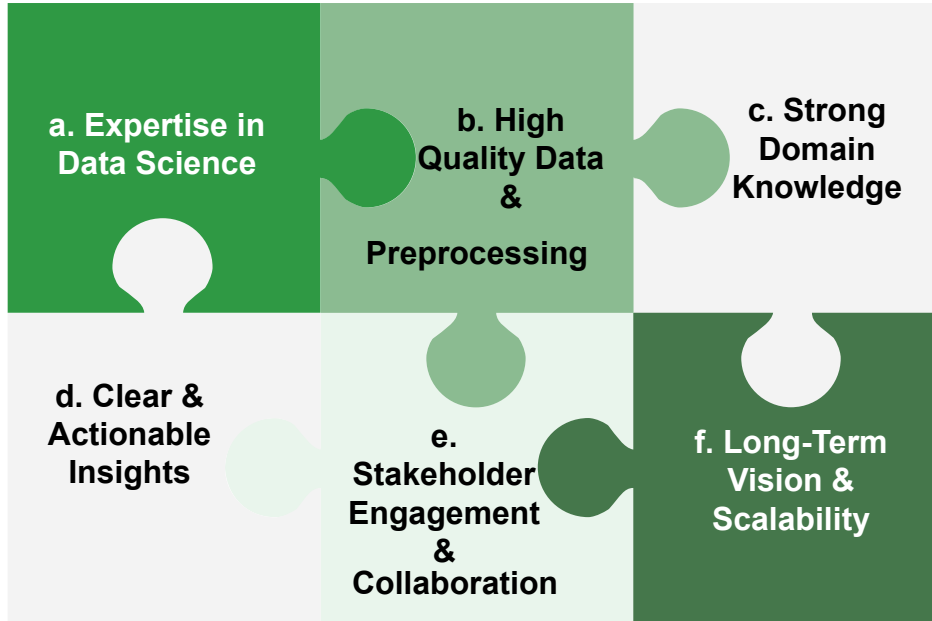 a. Expertise in
Data Science
b. High
Quality Data
&
Preprocessing
c. Strong
Domain
Knowledge
d. Clear &
Actionable
Insights
e.
Stakeholder
Engagement
&
Collaboration
f. Long-Term
Vision &
Scalability